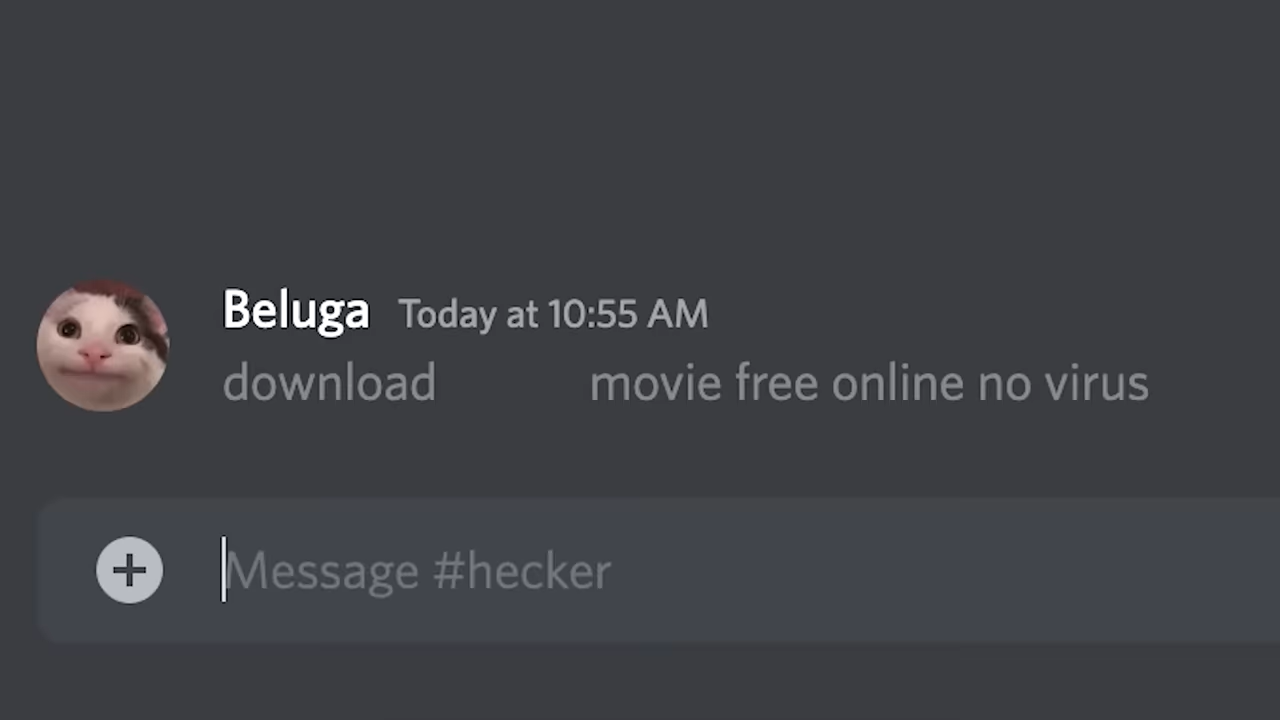 Beluga Today at 10:55 AM
download movie free online no virus
Message #hecker